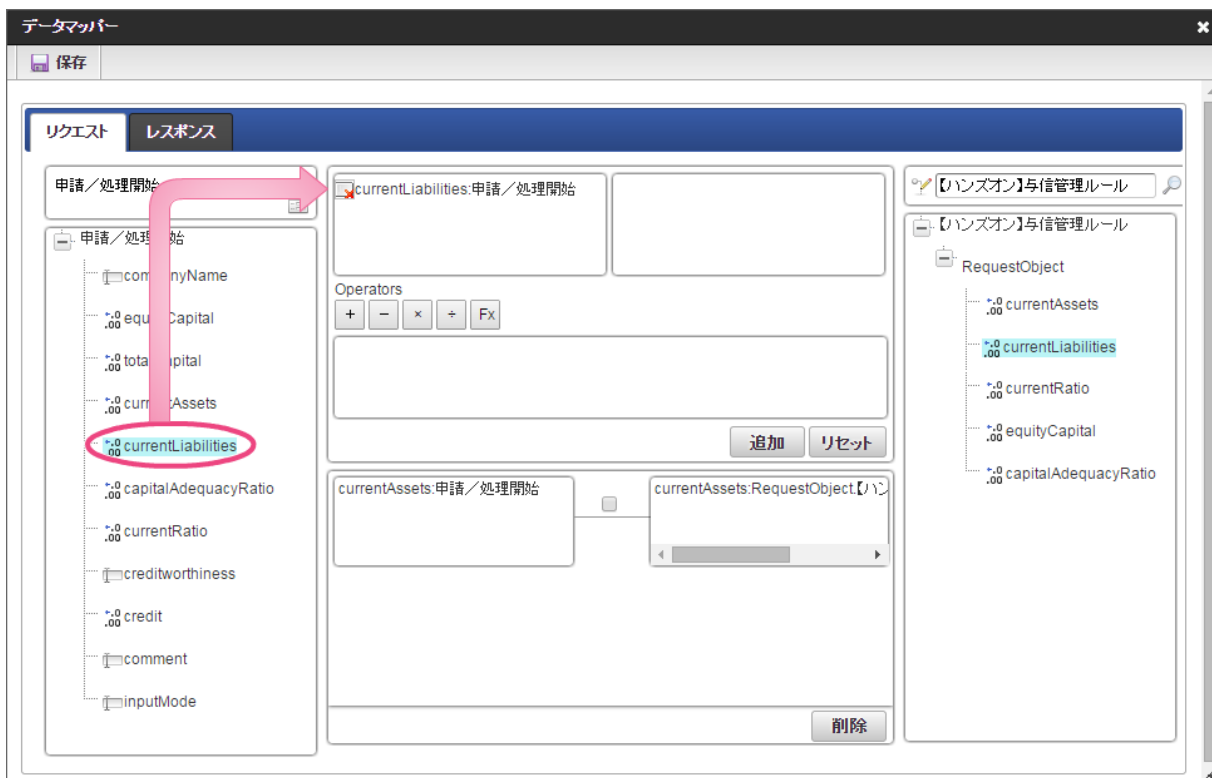 データマッパー
保存
リクエスト
レスポンス
申請／処理開始
申請／処理開始
companyName
equityCapital
totalCapital
currentAssets
currentLiabilities
capitalAdequacyRatio
currentRatio
creditworthiness
credit
comment
inputMode
currentLiabilities:申請／処理開始
Operators
+ − × ÷ Fx
追加 リセット
currentAssets:申請／処理開始
currentAssets:RequestObject.【ハン
削除
【ハンズオン】与信管理ルール
【ハンズオン】与信管理ルール
RequestObject
currentAssets
currentLiabilities
currentRatio
equityCapital
capitalAdequacyRatio